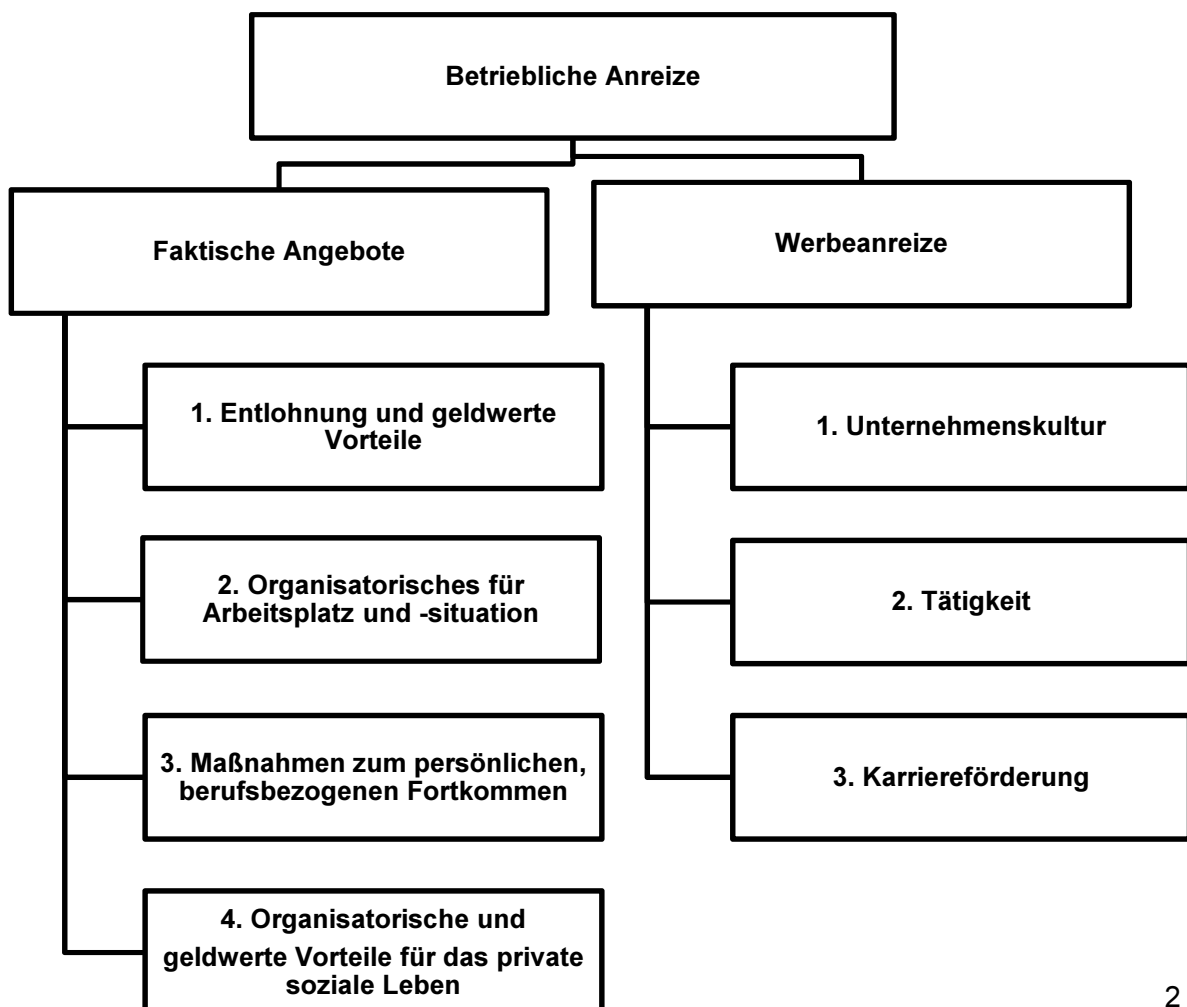 Betriebliche Anreize
Faktische Angebote
Werbeanreize
1. Entlohnung und geldwerte
Vorteile
2. Organisatorisches für
Arbeitsplatz und -situation
3. Maßnahmen zum persönlichen,
berufsbezogenen Fortkommen
4. Organisatorische und
geldwerte Vorteile für das private
soziale Leben
1. Unternehmenskultur
2. Tätigkeit
3. Karriereförderung
2